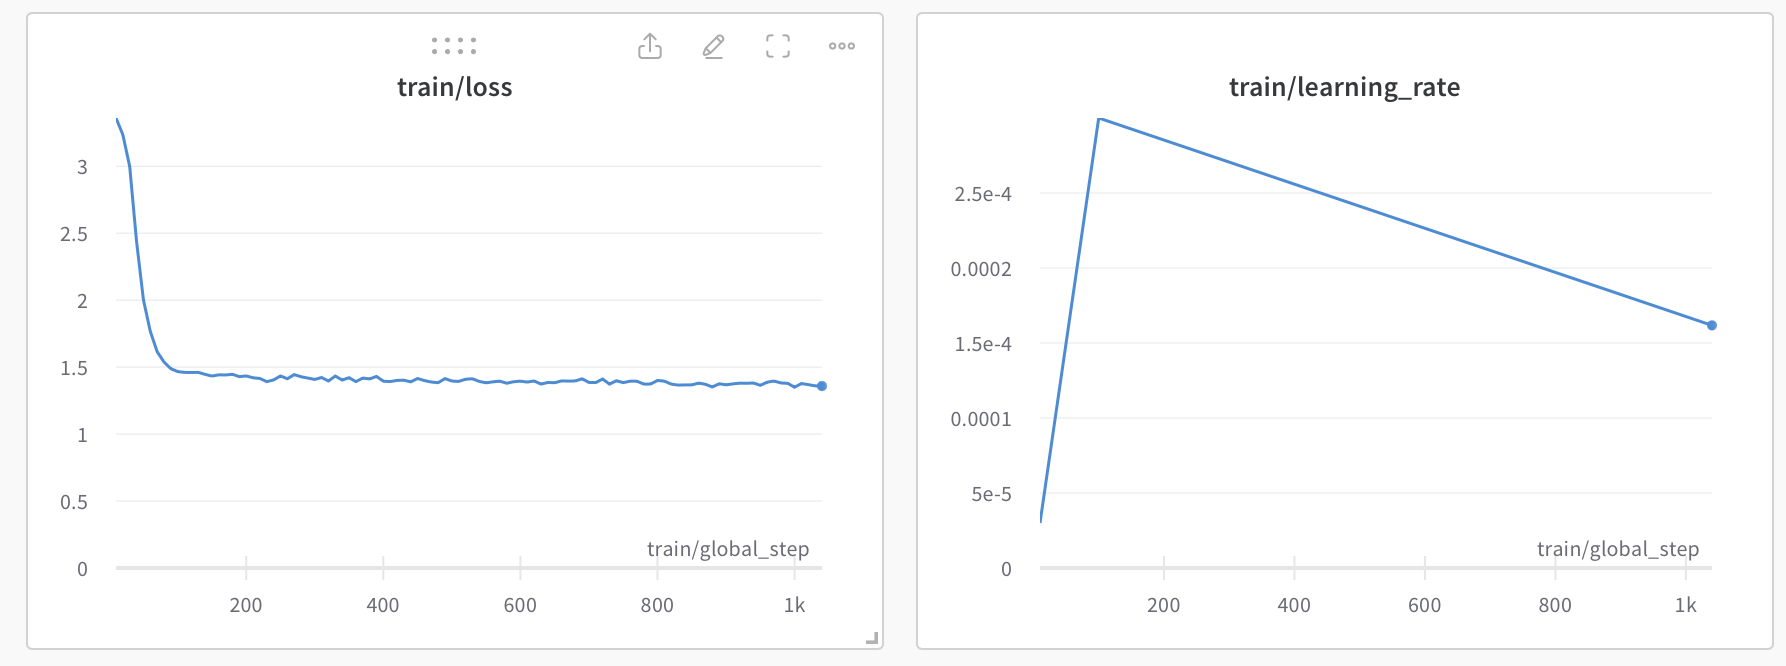 train/loss
3
2.5
2
1.5
1
0.5
0
train/global_step
200 400 600 800 1k
train/learning_rate
2.5e-4
0.0002
1.5e-4
0.0001
5e-5
0
train/global_step
200 400 600 800 1k